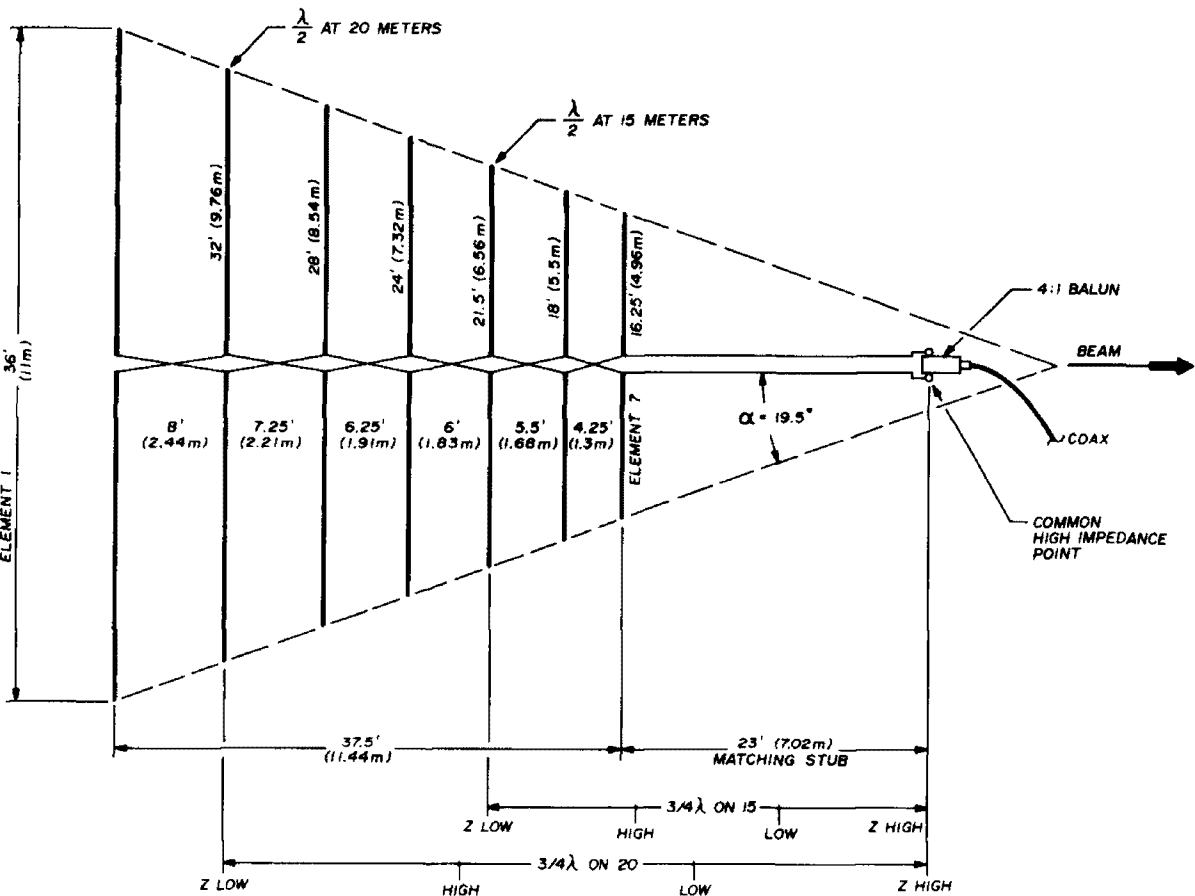 λ/2 AT 20 METERS
λ/2 AT 15 METERS
36'
(11m)
ELEMENT 1
32' (9.76m)
28' (8.54m)
24' (7.32m)
21.5' (6.56m)
18' (5.5m)
16.25' (4.96m)
4:1 BALUN
BEAM
8'
(2.44m)
7.25'
(2.21m)
6.25'
(1.91m)
6'
(1.83m)
5.5'
(1.68m)
4.25'
(1.3m)
ELEMENT 7
α = 19.5°
COAX
COMMON
HIGH IMPEDANCE
POINT
37.5'
(11.44m)
23' (7.02m)
MATCHING STUB
3/4λ ON 15
Z LOW
HIGH
LOW
Z HIGH
3/4λ ON 20
Z LOW
HIGH
LOW
Z HIGH